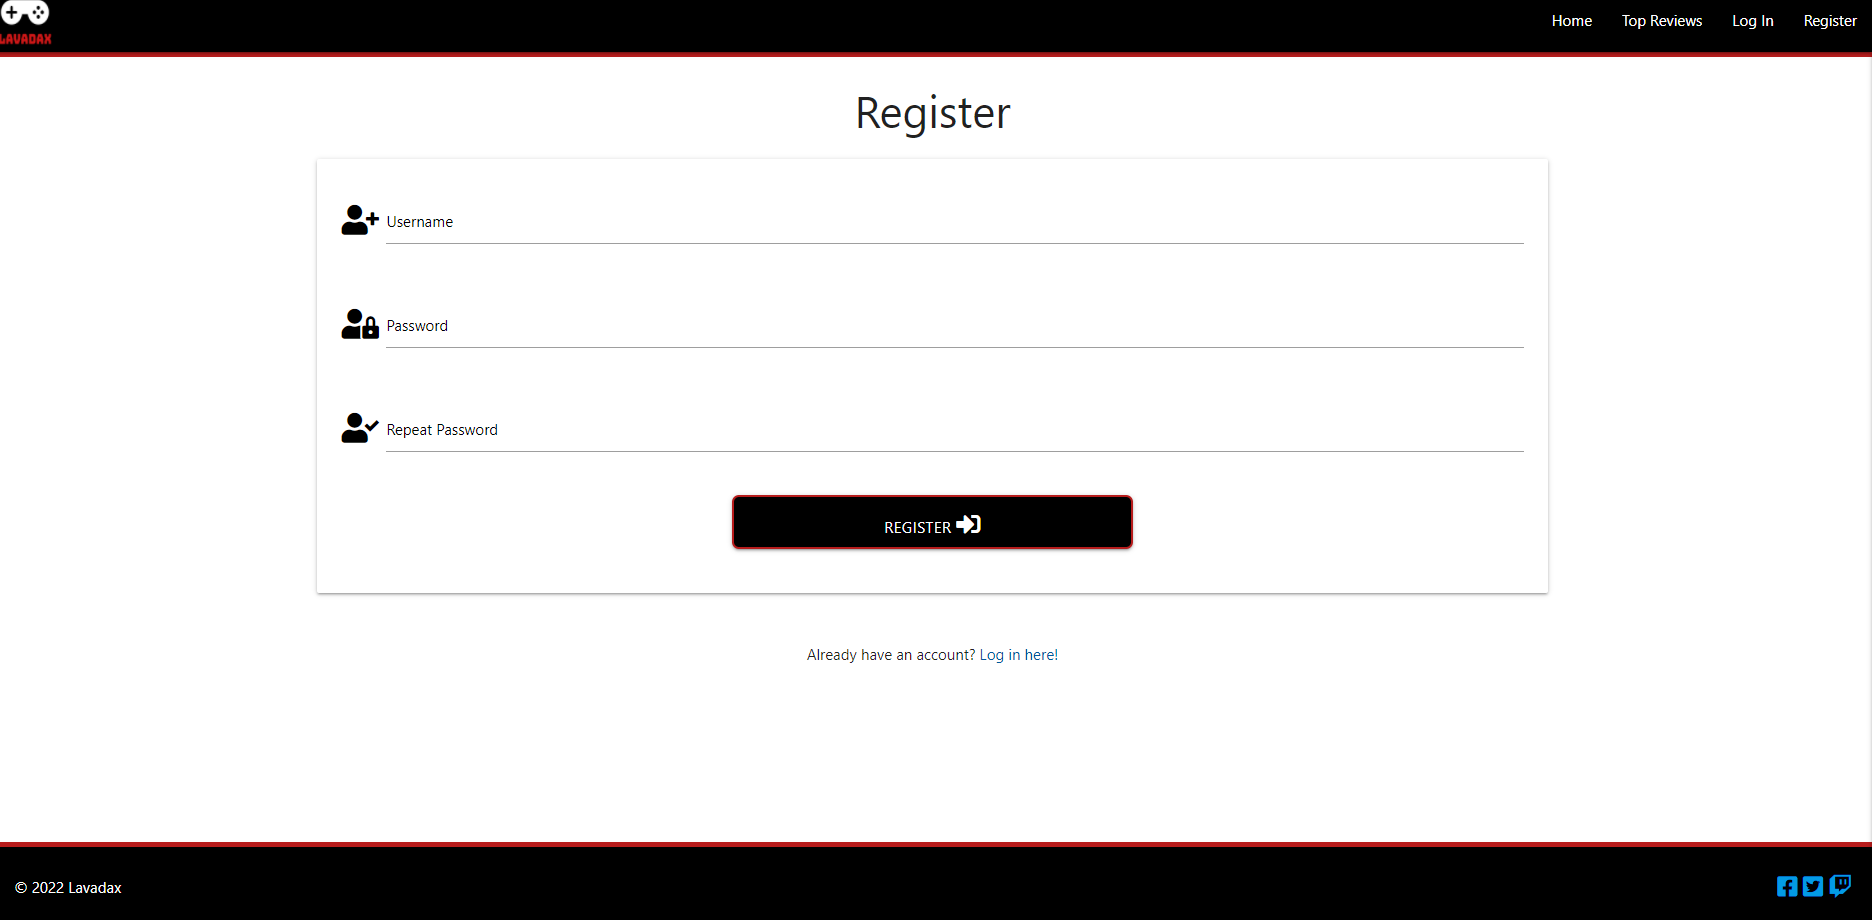 LAVADAX
Home Top Reviews Log In Register
Register
Username
Password
Repeat Password
REGISTER
Already have an account? Log in here!
© 2022 Lavadax